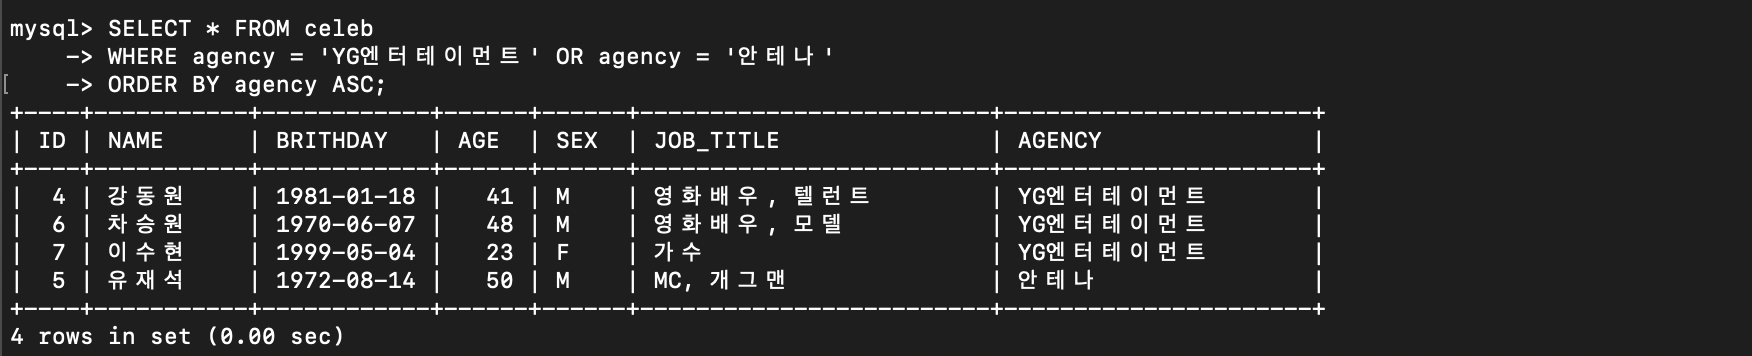 mysql> SELECT * FROM celeb
    -> WHERE agency = 'YG엔터테이먼트' OR agency = '안테나'
[    -> ORDER BY agency ASC;
+----+-----------+------------+------+------+-------------------------+----------------------+
| ID | NAME      | BRITHDAY   | AGE  | SEX  | JOB_TITLE               | AGENCY               |
+----+-----------+------------+------+------+-------------------------+----------------------+
|  4 | 강동원    | 1981-01-18 |   41 | M    | 영화배우, 텔런트        | YG엔터테이먼트       |
|  6 | 차승원    | 1970-06-07 |   48 | M    | 영화배우, 모델          | YG엔터테이먼트       |
|  7 | 이수현    | 1999-05-04 |   23 | F    | 가수                    | YG엔터테이먼트       |
|  5 | 유재석    | 1972-08-14 |   50 | M    | MC, 개그맨              | 안테나               |
+----+-----------+------------+------+------+-------------------------+----------------------+
4 rows in set (0.00 sec)